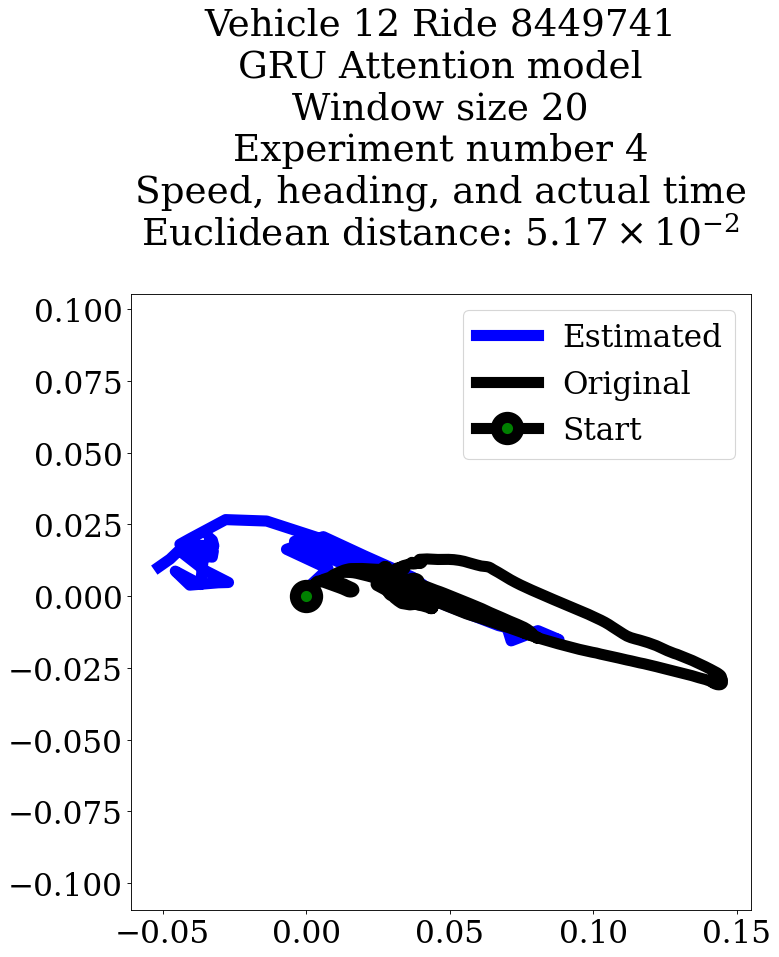 Vehicle 12 Ride 8449741
GRU Attention model
Window size 20
Experiment number 4
Speed, heading, and actual time
Euclidean distance: 5.17 × 10⁻²
Estimated
Original
Start
0.100
0.075
0.050
0.025
0.000
−0.025
−0.050
−0.075
−0.100
−0.05 0.00 0.05 0.10 0.15